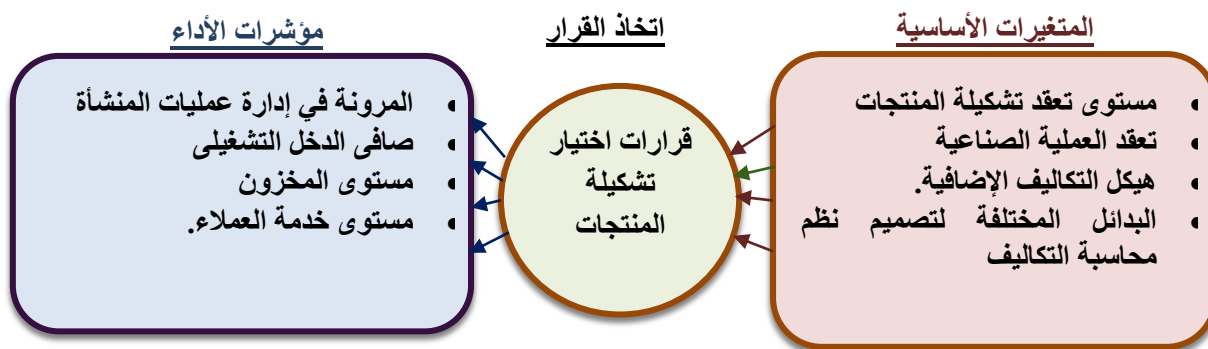 المتغيرات الأساسية
مستوى تعقد تشكيلة المنتجات
تعقد العملية الصناعية
هيكل التكاليف الإضافية.
البدائل المختلفة لتصميم نظم
محاسبة التكاليف
اتخاذ القرار
قرارات اختيار
تشكيلة
المنتجات
مؤشرات الأداء
المرونة في إدارة عمليات المنشأة
صافى الدخل التشغيلى
مستوى المخزون
مستوى خدمة العملاء.